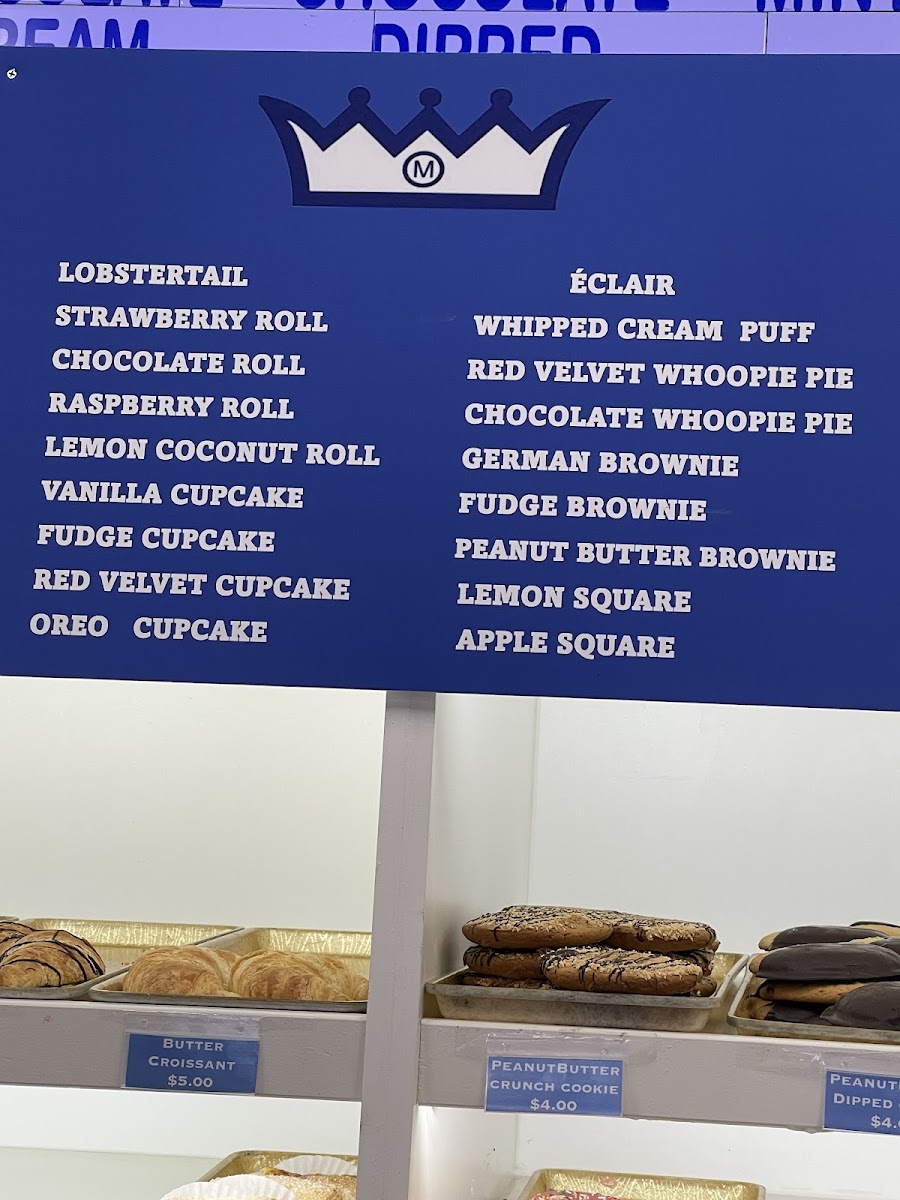 DIPPED
M
LOBSTERTAIL
STRAWBERRY ROLL
CHOCOLATE ROLL
RASPBERRY ROLL
LEMON COCONUT ROLL
VANILLA CUPCAKE
FUDGE CUPCAKE
RED VELVET CUPCAKE
OREO CUPCAKE
ÉCLAIR
WHIPPED CREAM PUFF
RED VELVET WHOOPIE PIE
CHOCOLATE WHOOPIE PIE
GERMAN BROWNIE
FUDGE BROWNIE
PEANUT BUTTER BROWNIE
LEMON SQUARE
APPLE SQUARE
BUTTER
CROISSANT
$5.00
PEANUTBUTTER
CRUNCH COOKIE
$4.00
DIPPED